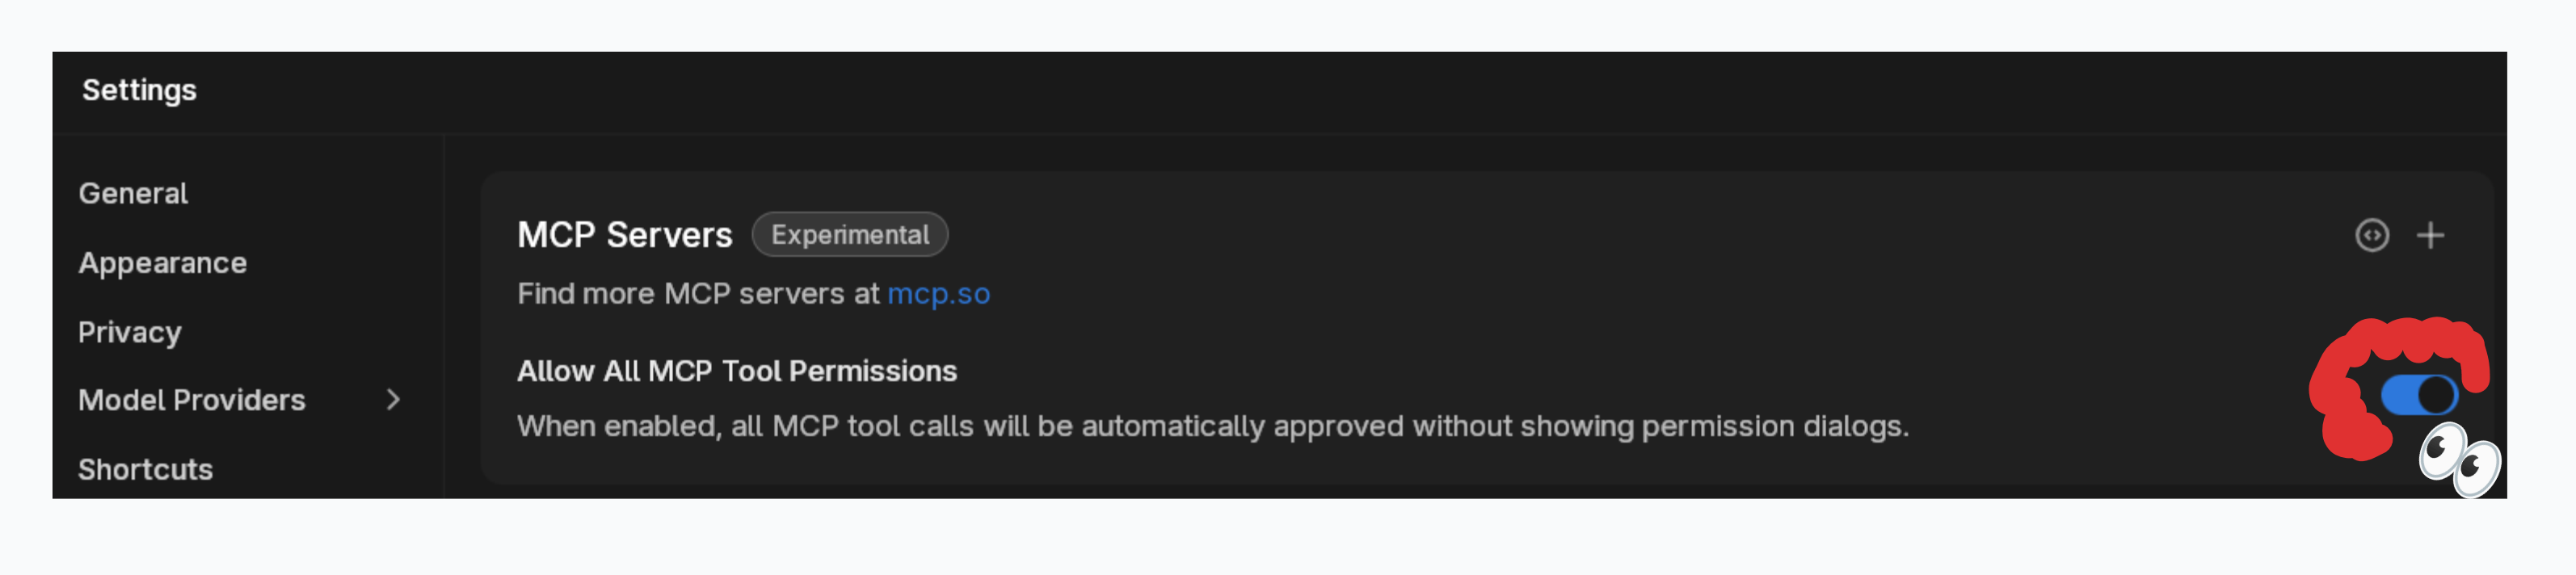 Settings
General
Appearance
Privacy
Model Providers
Shortcuts
MCP Servers Experimental
Find more MCP servers at mcp.so
Allow All MCP Tool Permissions
When enabled, all MCP tool calls will be automatically approved without showing permission dialogs.